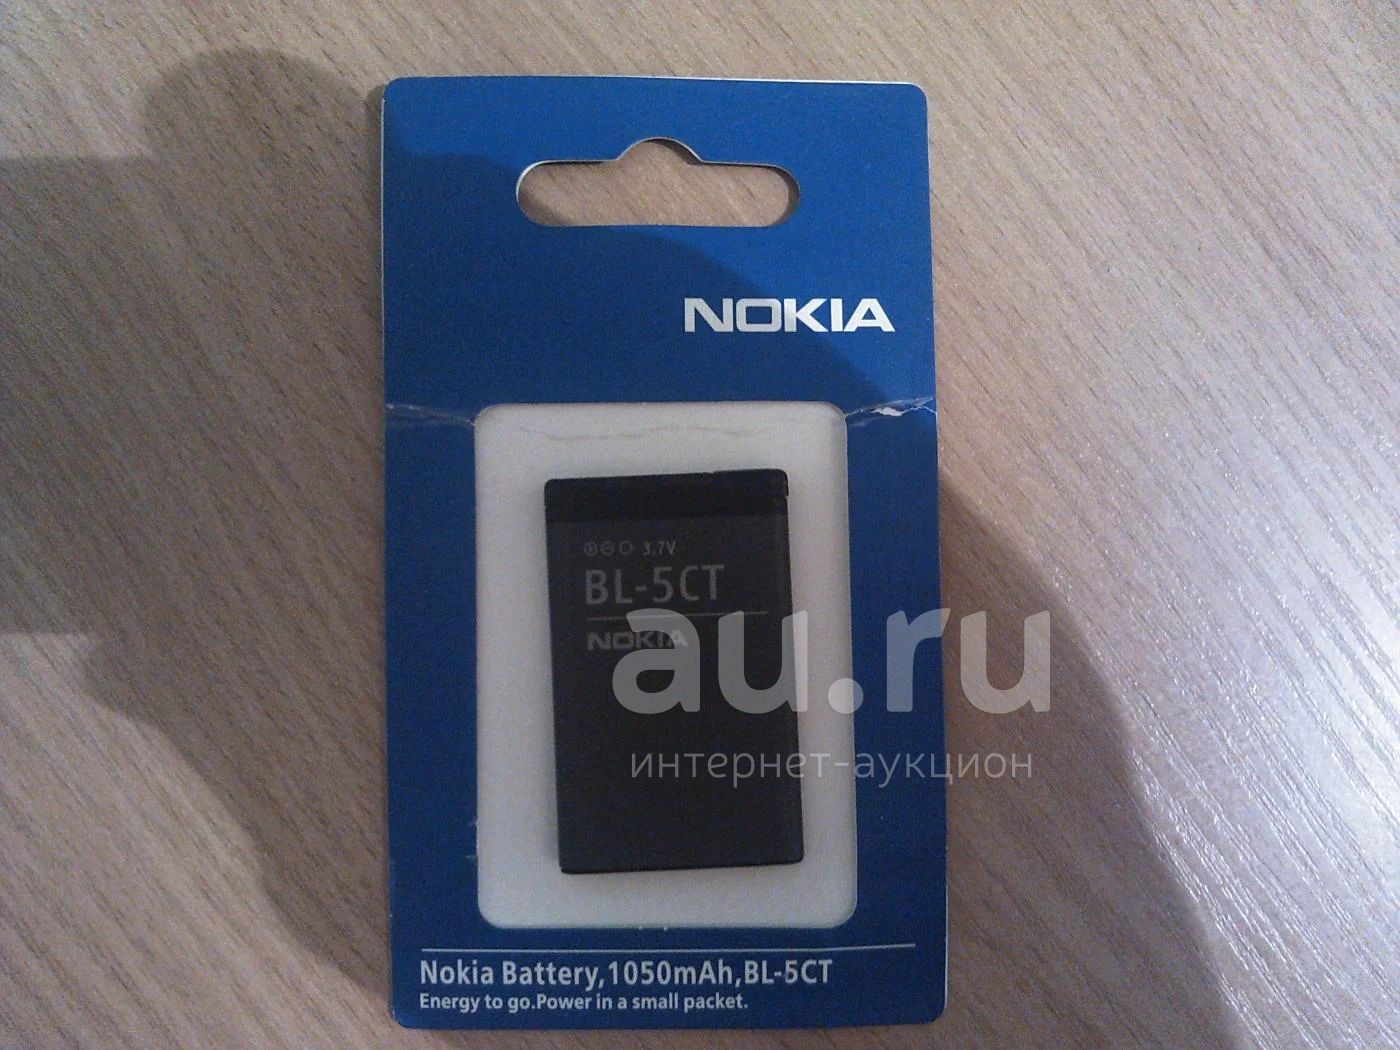 NOKIA
3.7V
BL-5CT
NOKIA
au.ru
интернет-аукцион
Nokia Battery,1050mAh,BL-5CT
Energy to go.Power in a small packet.